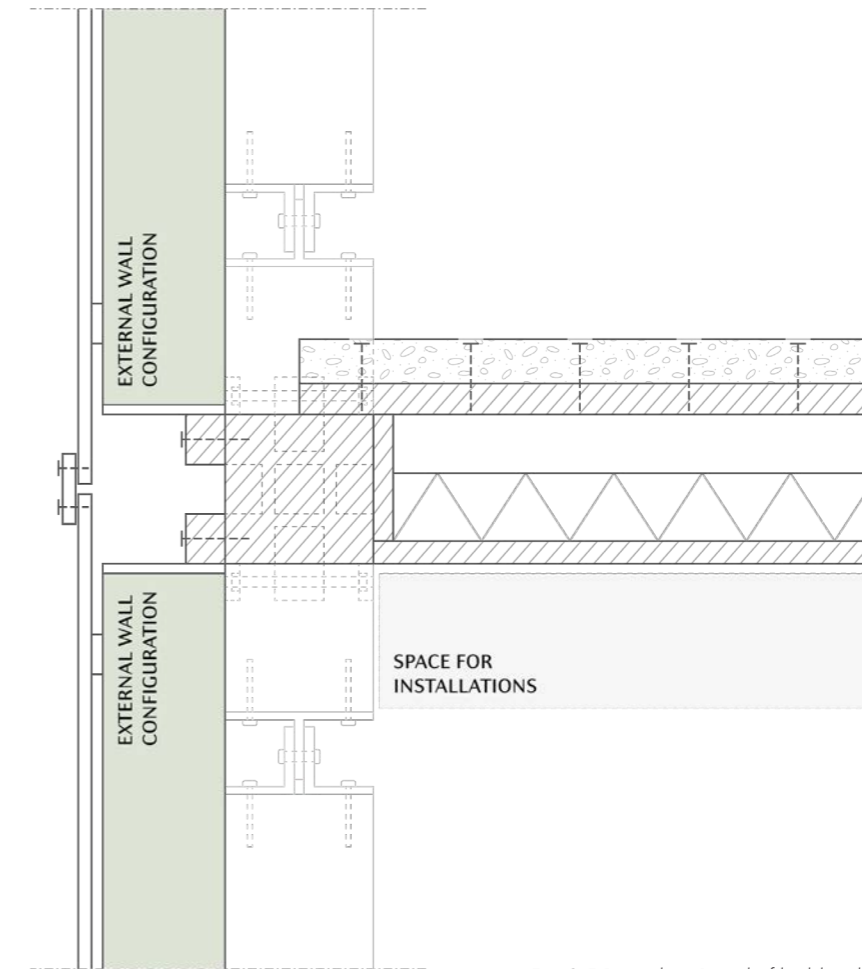 EXTERNAL WALL
CONFIGURATION
EXTERNAL WALL
CONFIGURATION
SPACE FOR
INSTALLATIONS